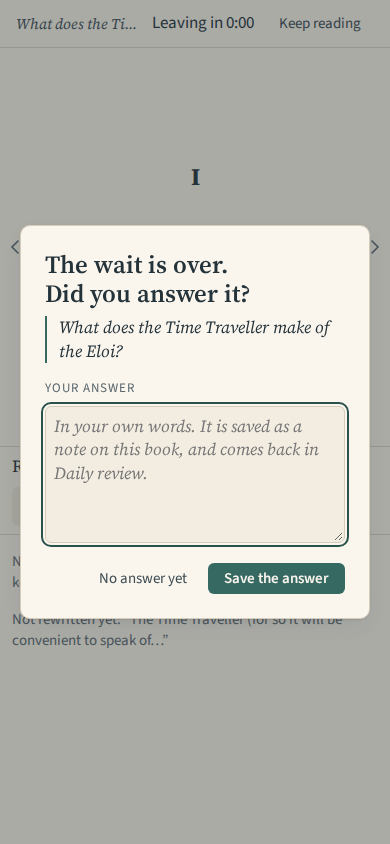 What does the Ti... Leaving in 0:00 Keep reading
I
The wait is over.
Did you answer it?
What does the Time Traveller make of
the Eloi?
YOUR ANSWER
In your own words. It is saved as a
note on this book, and comes back in
Daily review.
No answer yet Save the answer
Not rewritten yet. “The Time Traveller (for so it will be
convenient to speak of…”